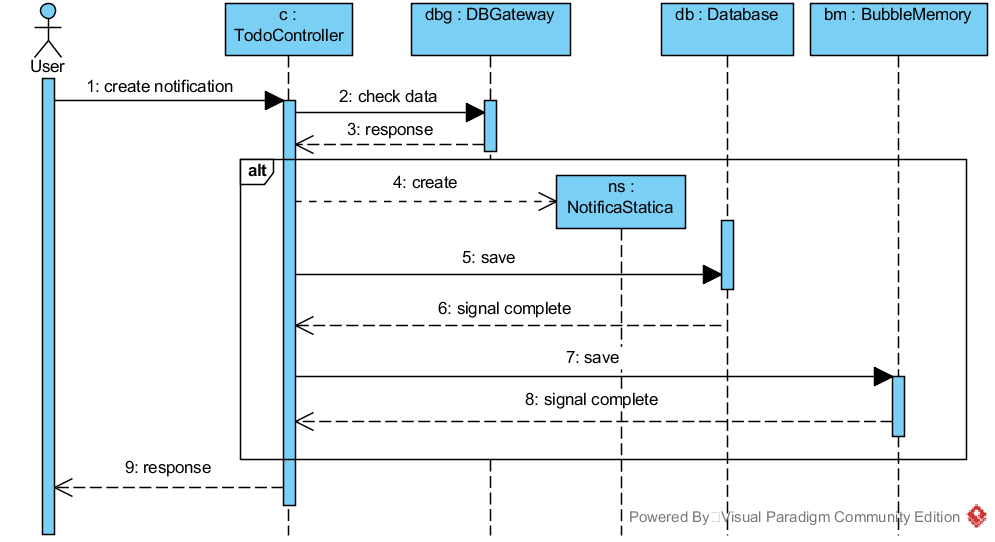 c :
TodoController
dbg : DBGateway
db : Database
bm : BubbleMemory
User
1: create notification
2: check data
3: response
alt
4: create
ns :
NotificaStatica
5: save
6: signal complete
7: save
8: signal complete
9: response
Powered By Visual Paradigm Community Edition